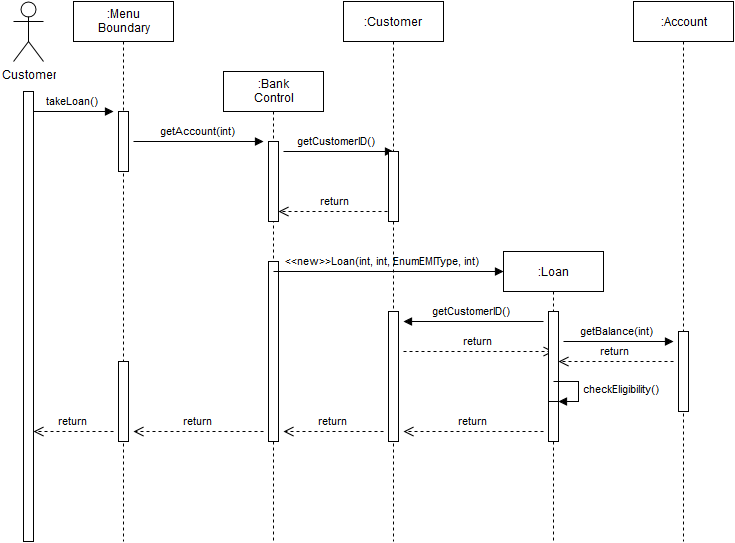 :Menu
Boundary
:Customer
:Account
Customer
:Bank
Control
takeLoan()
getAccount(int)
getCustomerID()
return
<<new>>Loan(int, int, EnumEMIType, int)
:Loan
getCustomerID()
getBalance(int)
return
return
checkEligibility()
return
return
return
return